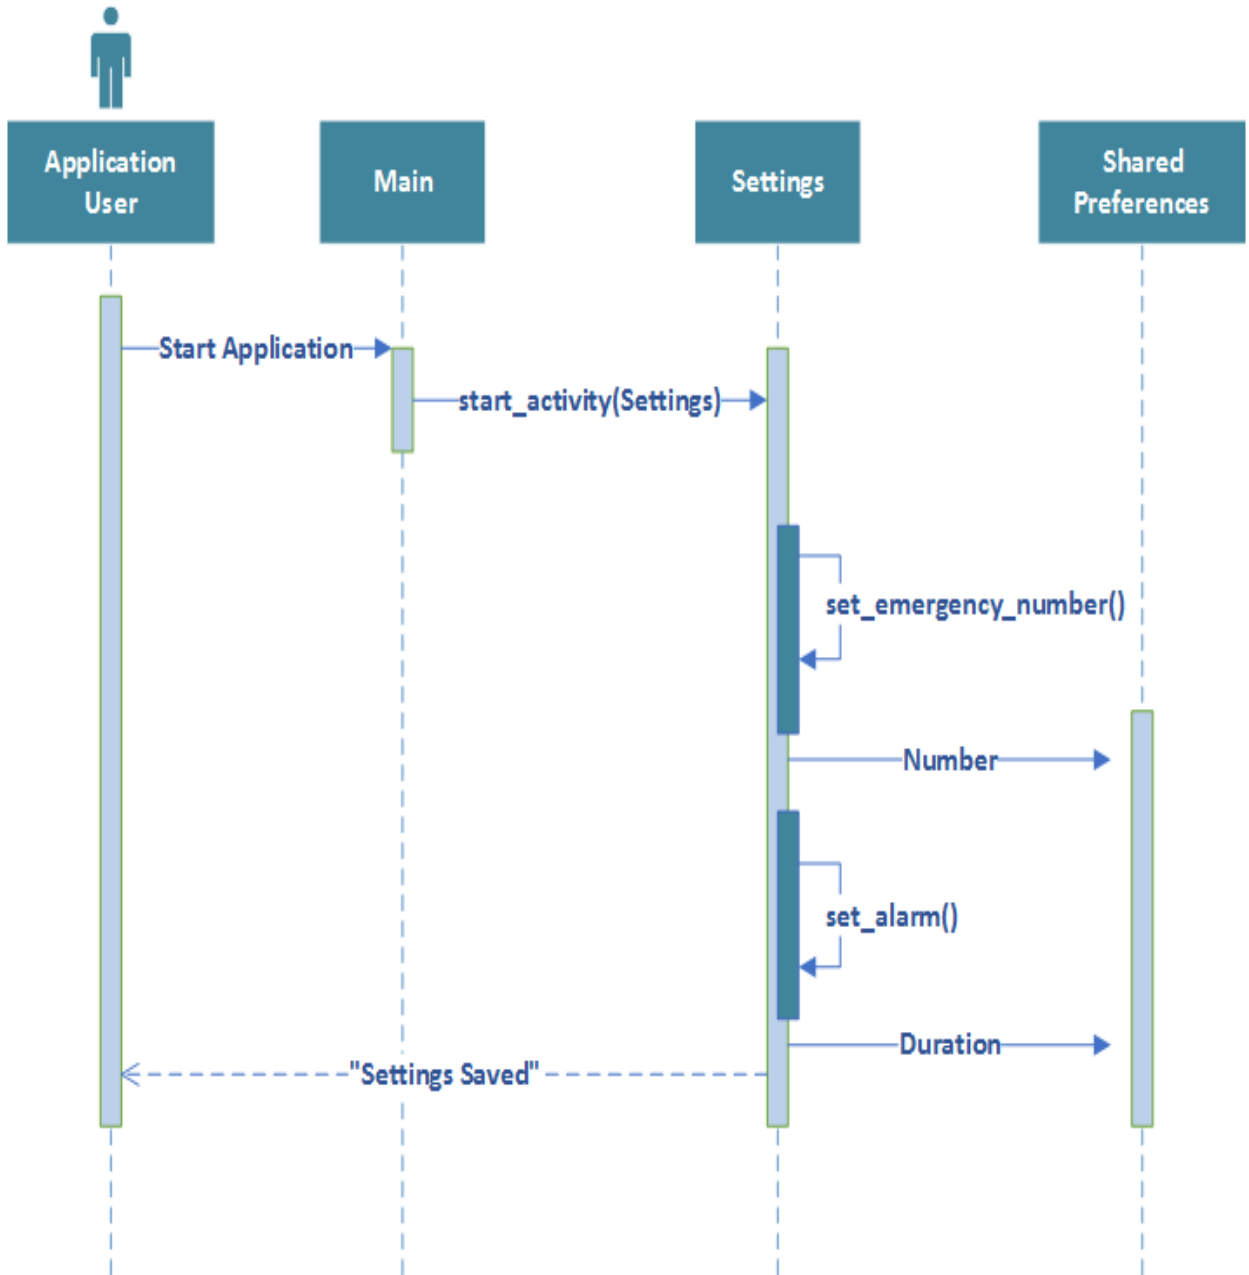 Application
User
Main
Settings
Shared
Preferences
Start Application
start_activity(Settings)
set_emergency_number()
Number
set_alarm()
Duration
"Settings Saved"